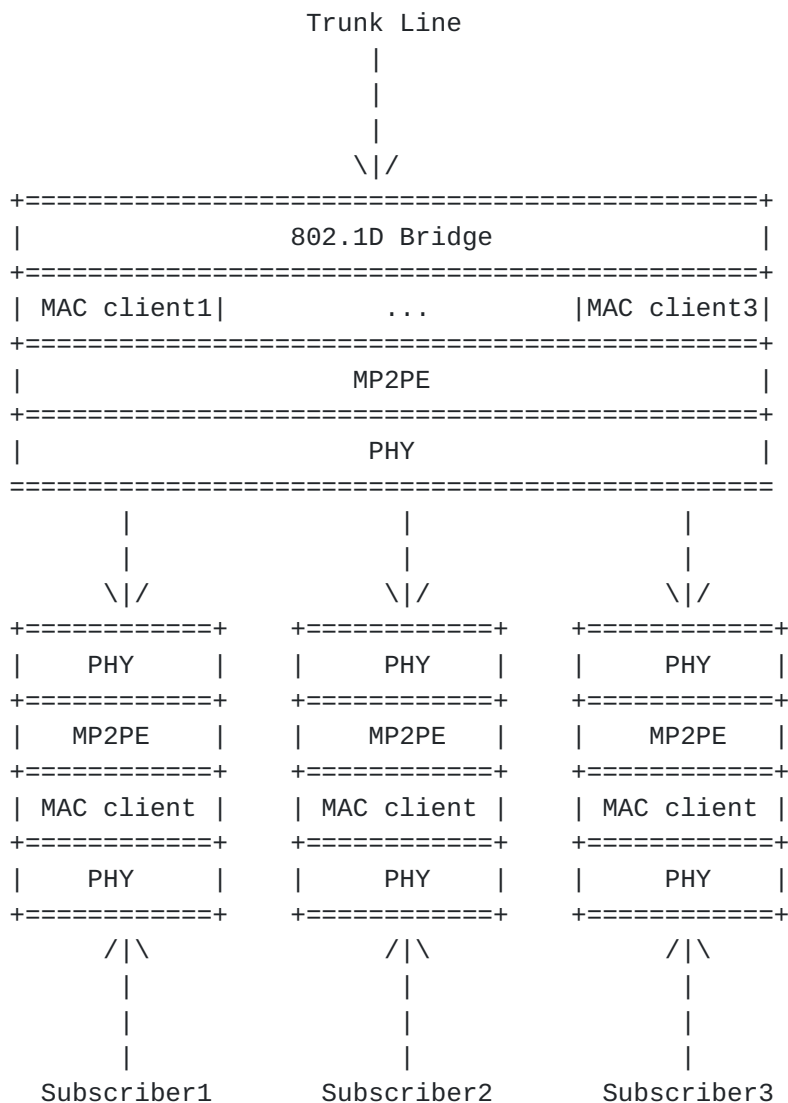 Trunk Line
|
|
|
\|/
+===============================================+
|                 802.1D Bridge                 |
+===============================================+
| MAC client1|          ...         |MAC client3|
+===============================================+
|                     MP2PE                     |
+===============================================+
|                      PHY                      |
=================================================
       |                 |                 |
       |                 |                 |
      \|/               \|/               \|/
+============+    +============+    +============+
|    PHY     |    |     PHY    |    |     PHY    |
+============+    +============+    +============+
|   MP2PE    |    |    MP2PE   |    |    MP2PE   |
+============+    +============+    +============+
| MAC client |    | MAC client |    | MAC client |
+============+    +============+    +============+
|    PHY     |    |     PHY    |    |     PHY    |
+============+    +============+    +============+
      /|\               /|\               /|\
       |                 |                 |
       |                 |                 |
       |                 |                 |
  Subscriber1       Subscriber2       Subscriber3